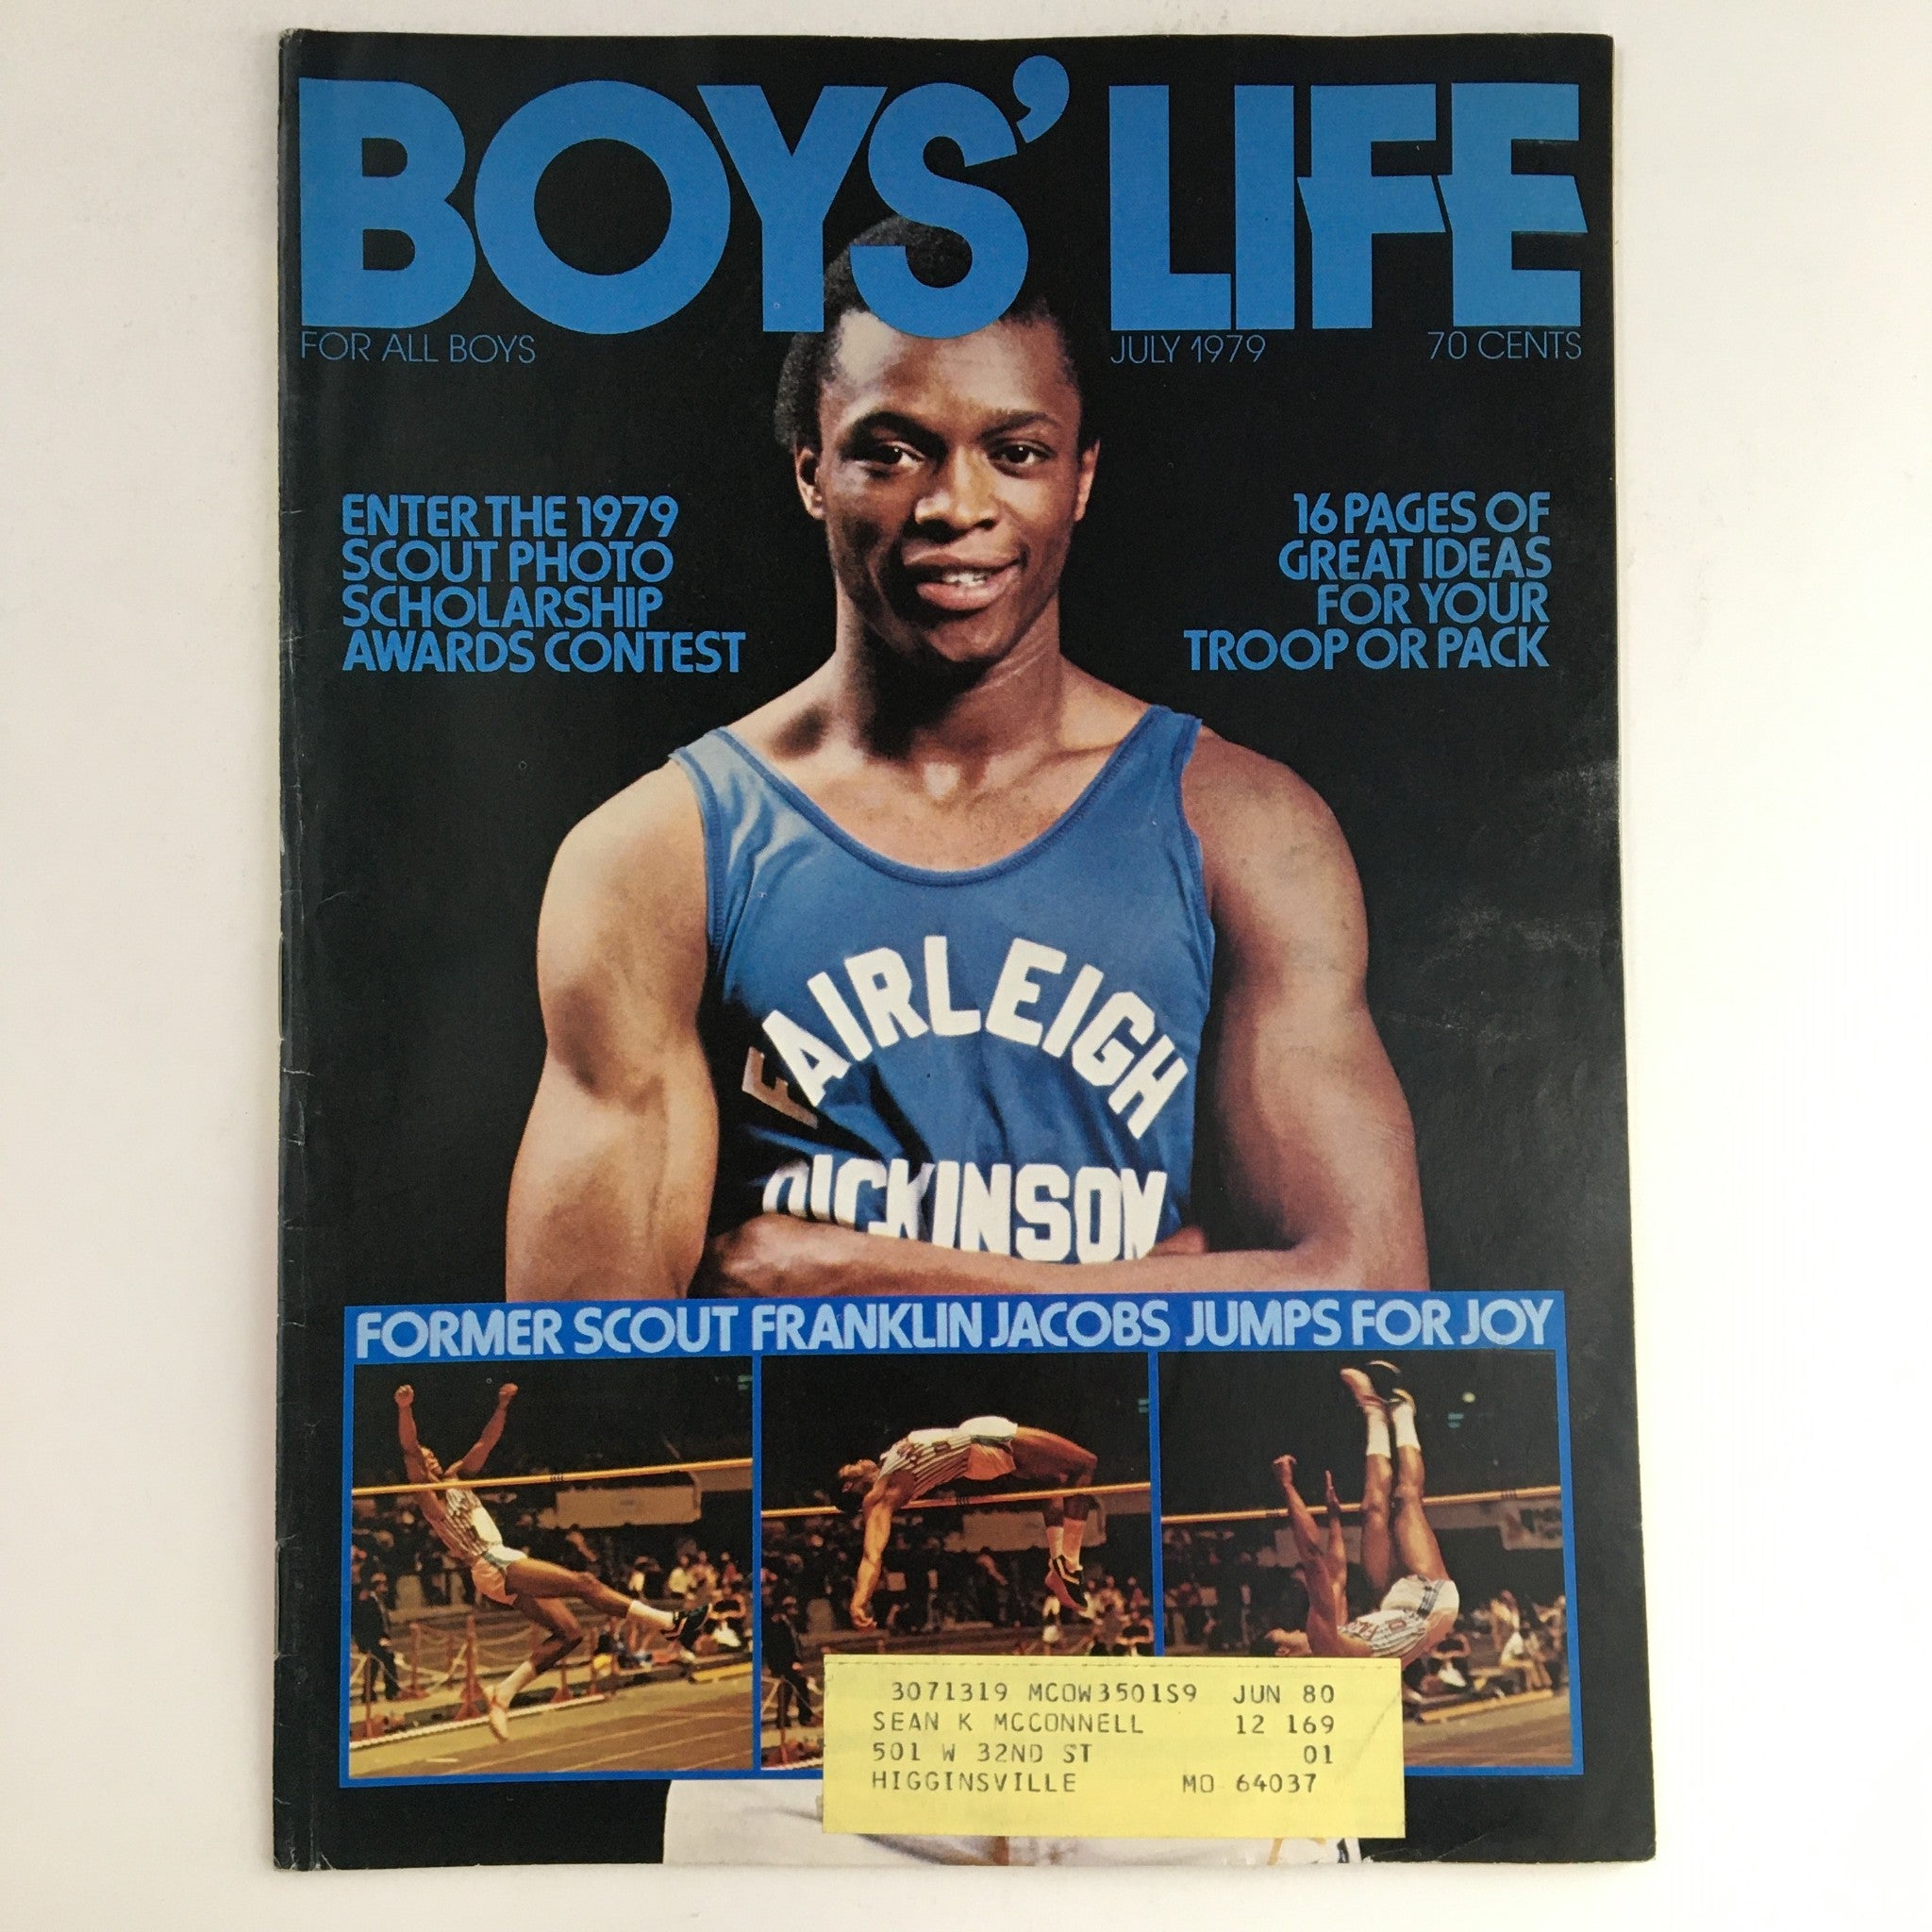 BOYS' LIFE
FOR ALL BOYS
JULY 1979
70 CENTS
ENTER THE 1979
SCOUT PHOTO
SCHOLARSHIP
AWARDS CONTEST
16 PAGES OF
GREAT IDEAS
FOR YOUR
TROOP OR PACK
FAIRLEIGH
DICKINSON
FORMER SCOUT FRANKLIN JACOBS JUMPS FOR JOY
3071319 MCOW3501S9 JUN 80
SEAN K MCCONNELL 12 169
501 W 32ND ST 01
HIGGINSVILLE MO 64037